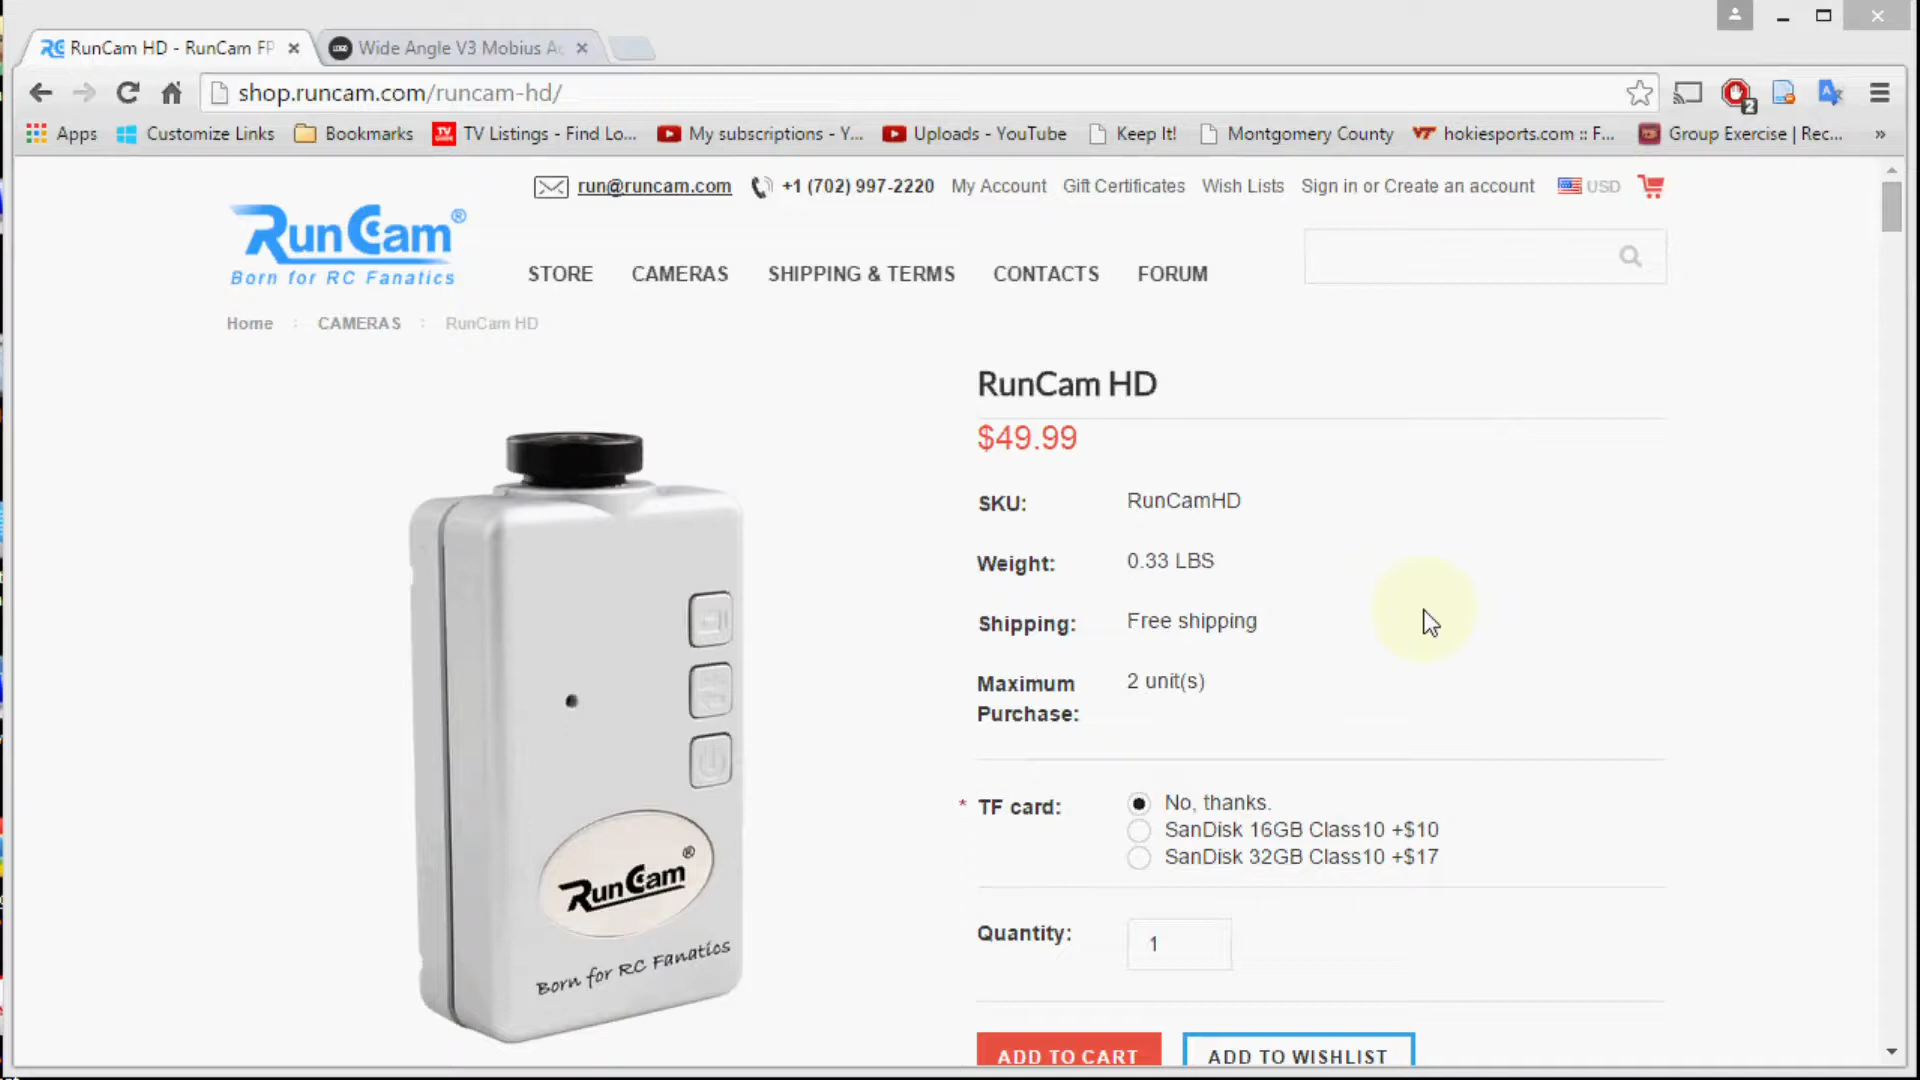 RunCam HD - RunCam FP
Wide Angle V3 Mobius Ac
shop.runcam.com/runcam-hd/
Apps Customize Links Bookmarks TV Listings - Find Lo... My subscriptions - Y... Uploads - YouTube Keep It! Montgomery County hokiesports.com :: F... Group Exercise | Rec... »
run@runcam.com +1 (702) 997-2220 My Account Gift Certificates Wish Lists Sign in or Create an account USD
RunCam®
Born for RC Fanatics
STORE CAMERAS SHIPPING & TERMS CONTACTS FORUM
Home : CAMERAS : RunCam HD
RunCam HD
$49.99
SKU: RunCamHD
Weight: 0.33 LBS
Shipping: Free shipping
Maximum Purchase: 2 unit(s)
* TF card: No, thanks.
SanDisk 16GB Class10 +$10
SanDisk 32GB Class10 +$17
Quantity: 1
ADD TO CART ADD TO WISHLIST
RunCam®
Born for RC Fanatics